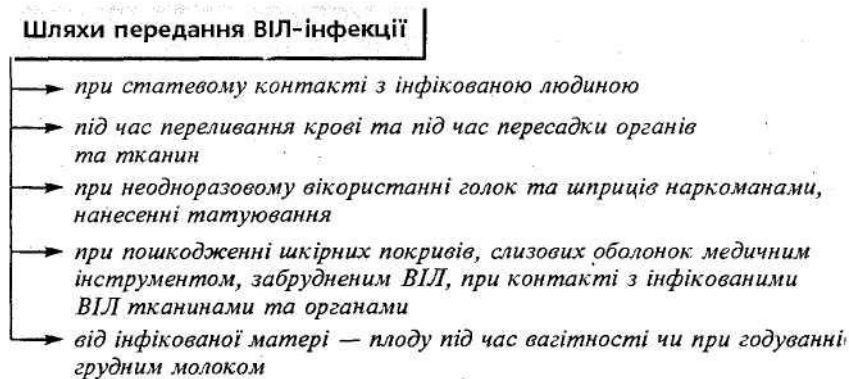 Шляхи передання ВІЛ-інфекції
при статевому контакті з інфікованою людиною
під час переливання крові та під час пересадки органів
та тканин
при неодноразовому вікористанні голок та шприців наркоманами,
нанесенні татуювання
при пошкодженні шкірних покривів, слизових оболонок медичним
інструментом, забрудненим ВІЛ, при контакті з інфікованими
ВІЛ тканинами та органами
від інфікованої матері — плоду під час вагітності чи при годуванні
грудним молоком